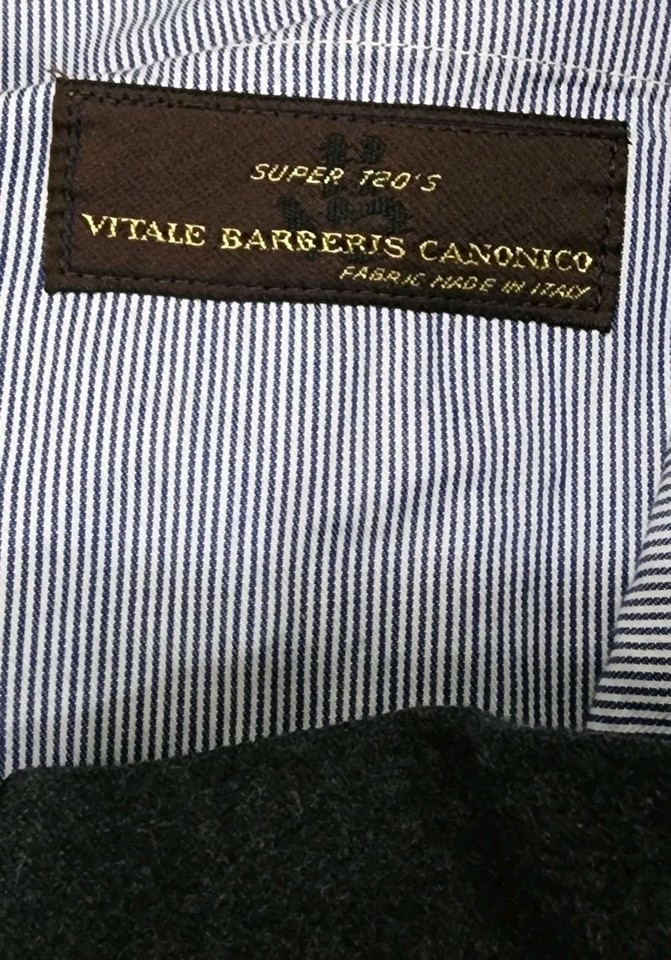 SUPER 120'S
VITALE BARBERIS CANONICO
FABRIC MADE IN ITALY